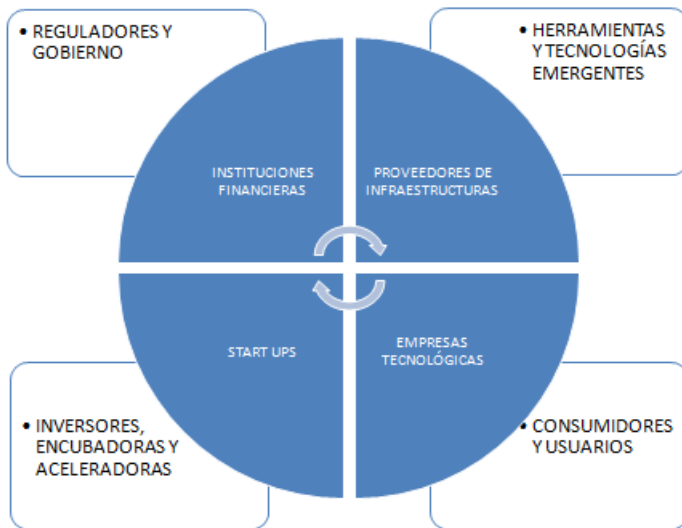 • REGULADORES Y
GOBIERNO
• HERRAMIENTAS
Y TECNOLOGÍAS
EMERGENTES
INSTITUCIONES
FINANCIERAS
PROVEEDORES DE
INFRAESTRUCTURAS
START UPS
EMPRESAS
TECNOLÓGICAS
• INVERSORES,
ENCUBADORAS Y
ACELERADORAS
• CONSUMIDORES
Y USUARIOS